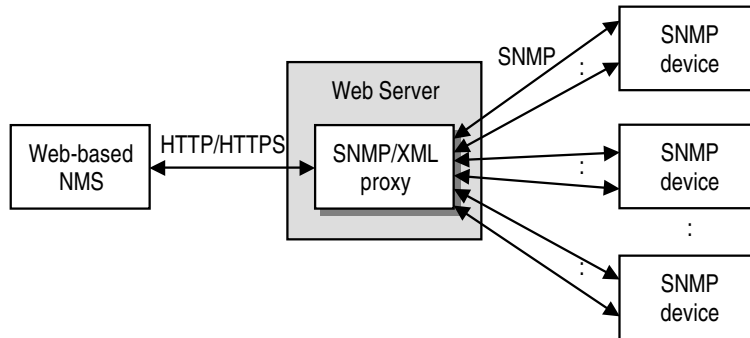 SNMP
device
SNMP
:
Web Server
HTTP/HTTPS
Web-based
NMS
SNMP/XML
proxy
:
SNMP
device
:
:
SNMP
device